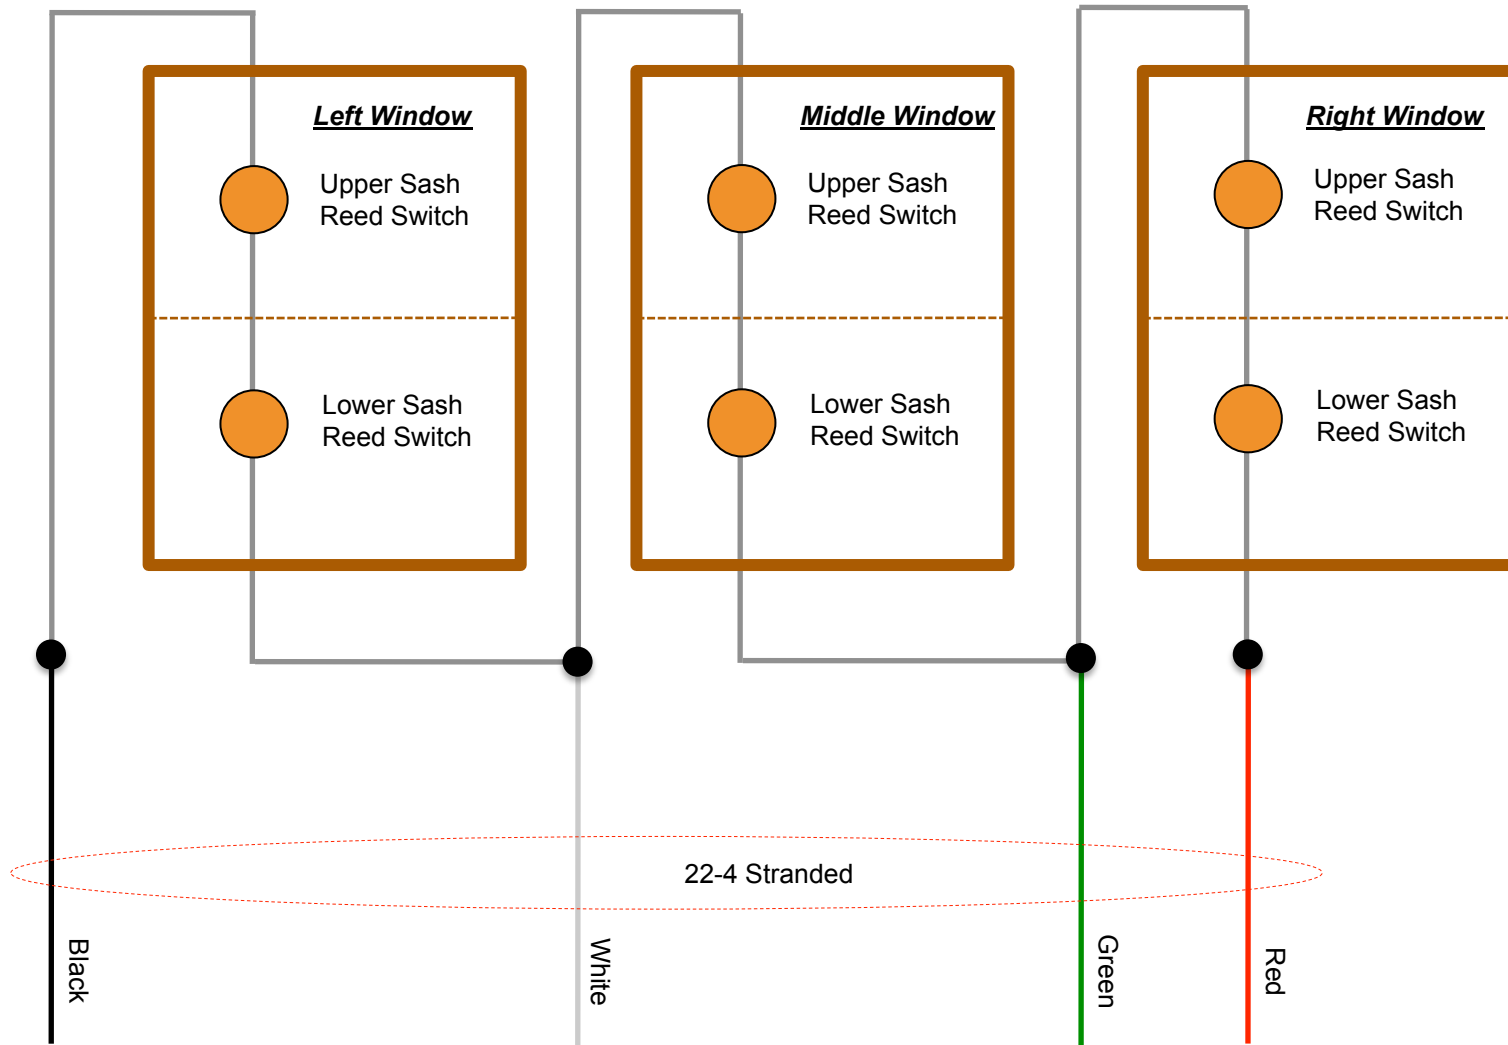 Left Window
Upper Sash
Reed Switch
Lower Sash
Reed Switch
Middle Window
Upper Sash
Reed Switch
Lower Sash
Reed Switch
Right Window
Upper Sash
Reed Switch
Lower Sash
Reed Switch
22-4 Stranded
Black
White
Green
Red